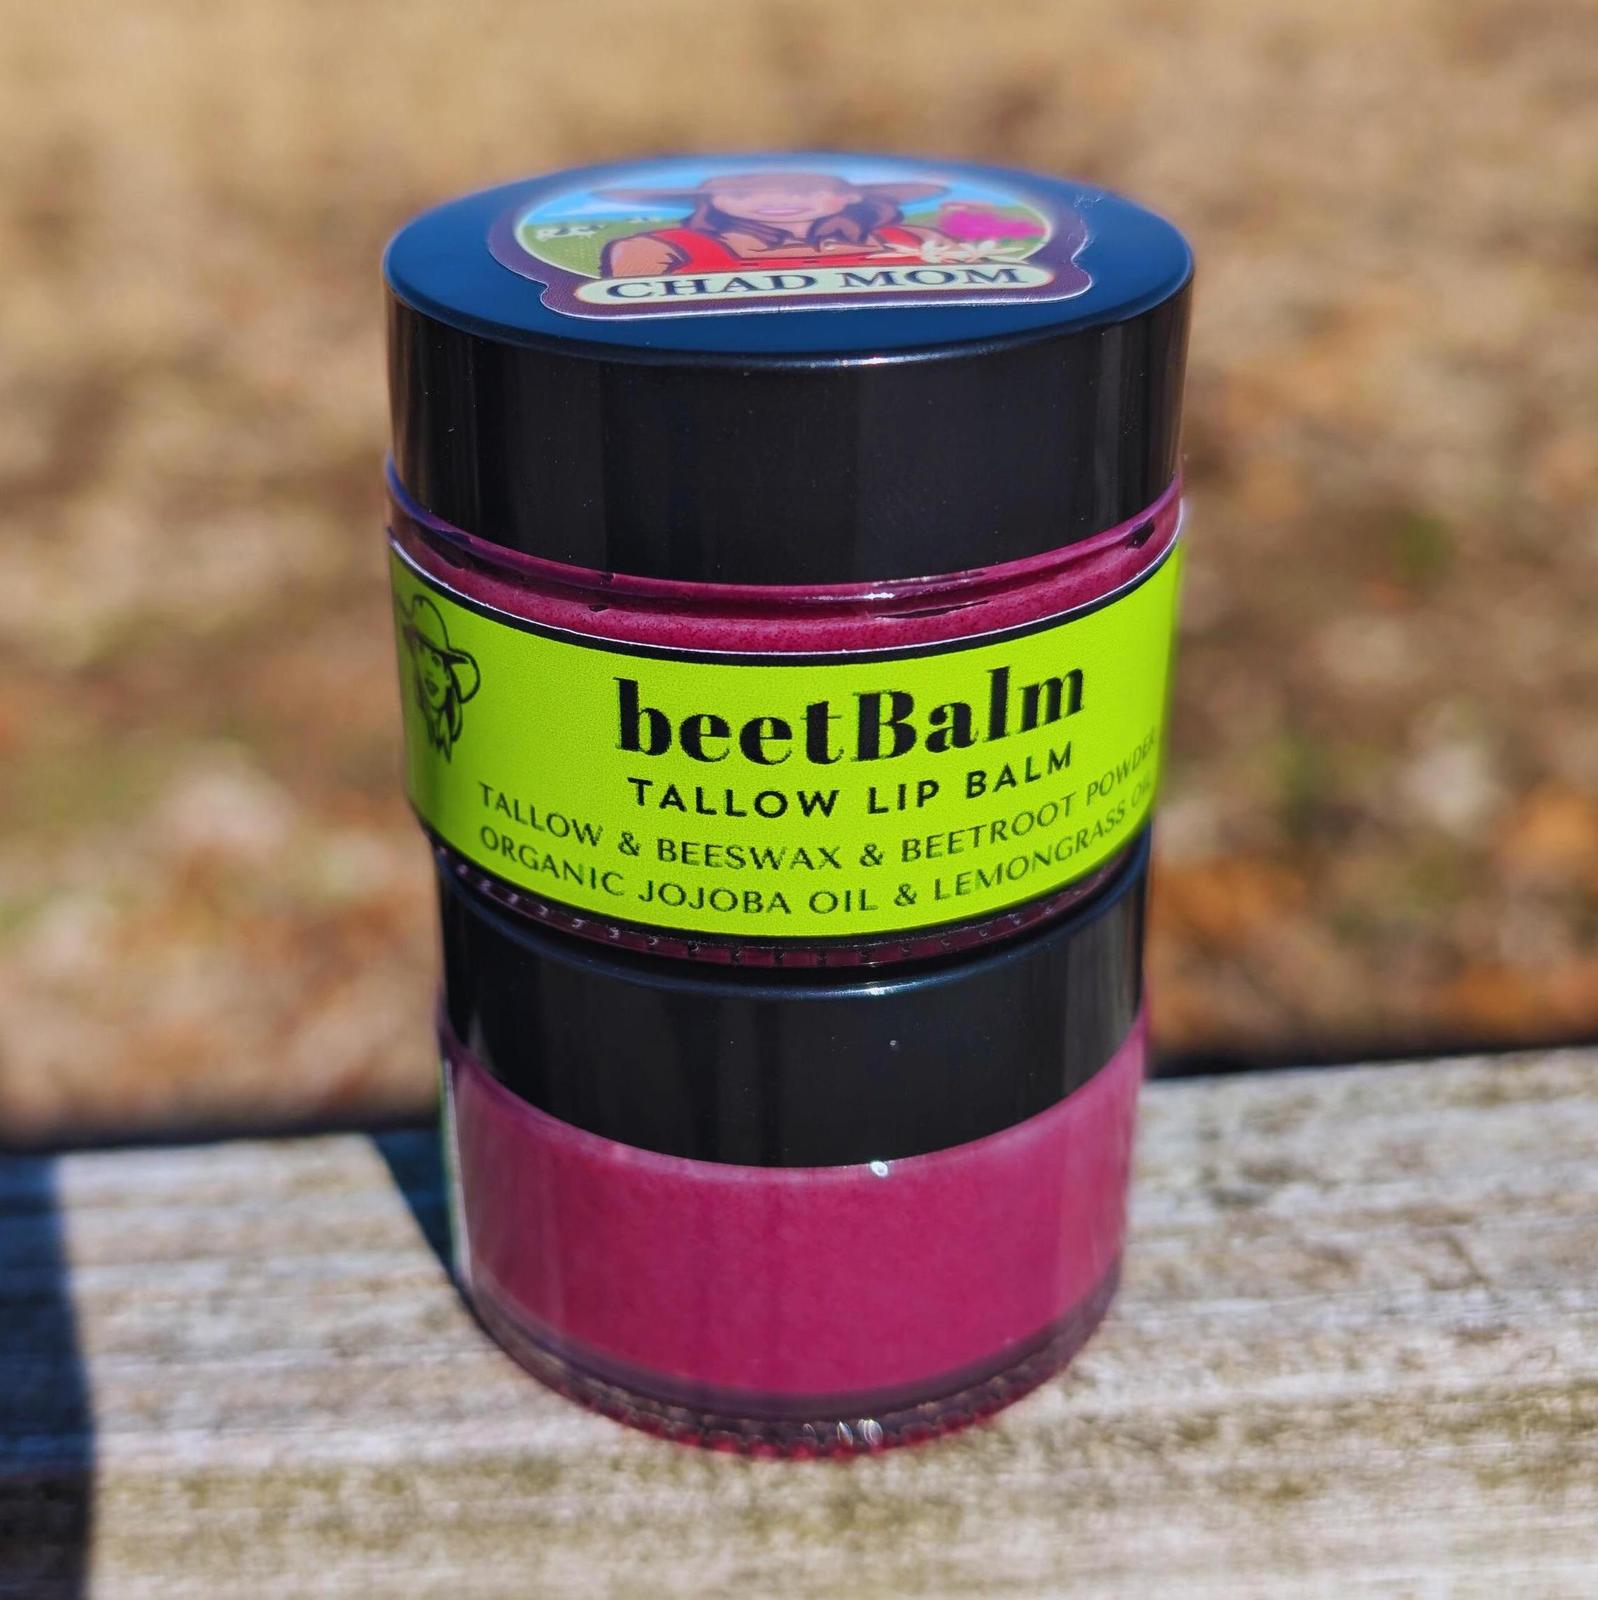 CHAD MOM
beetBalm
TALLOW LIP BALM
TALLOW & BEESWAX & BEETROOT POWDER
ORGANIC JOJOBA OIL & LEMONGRASS OIL